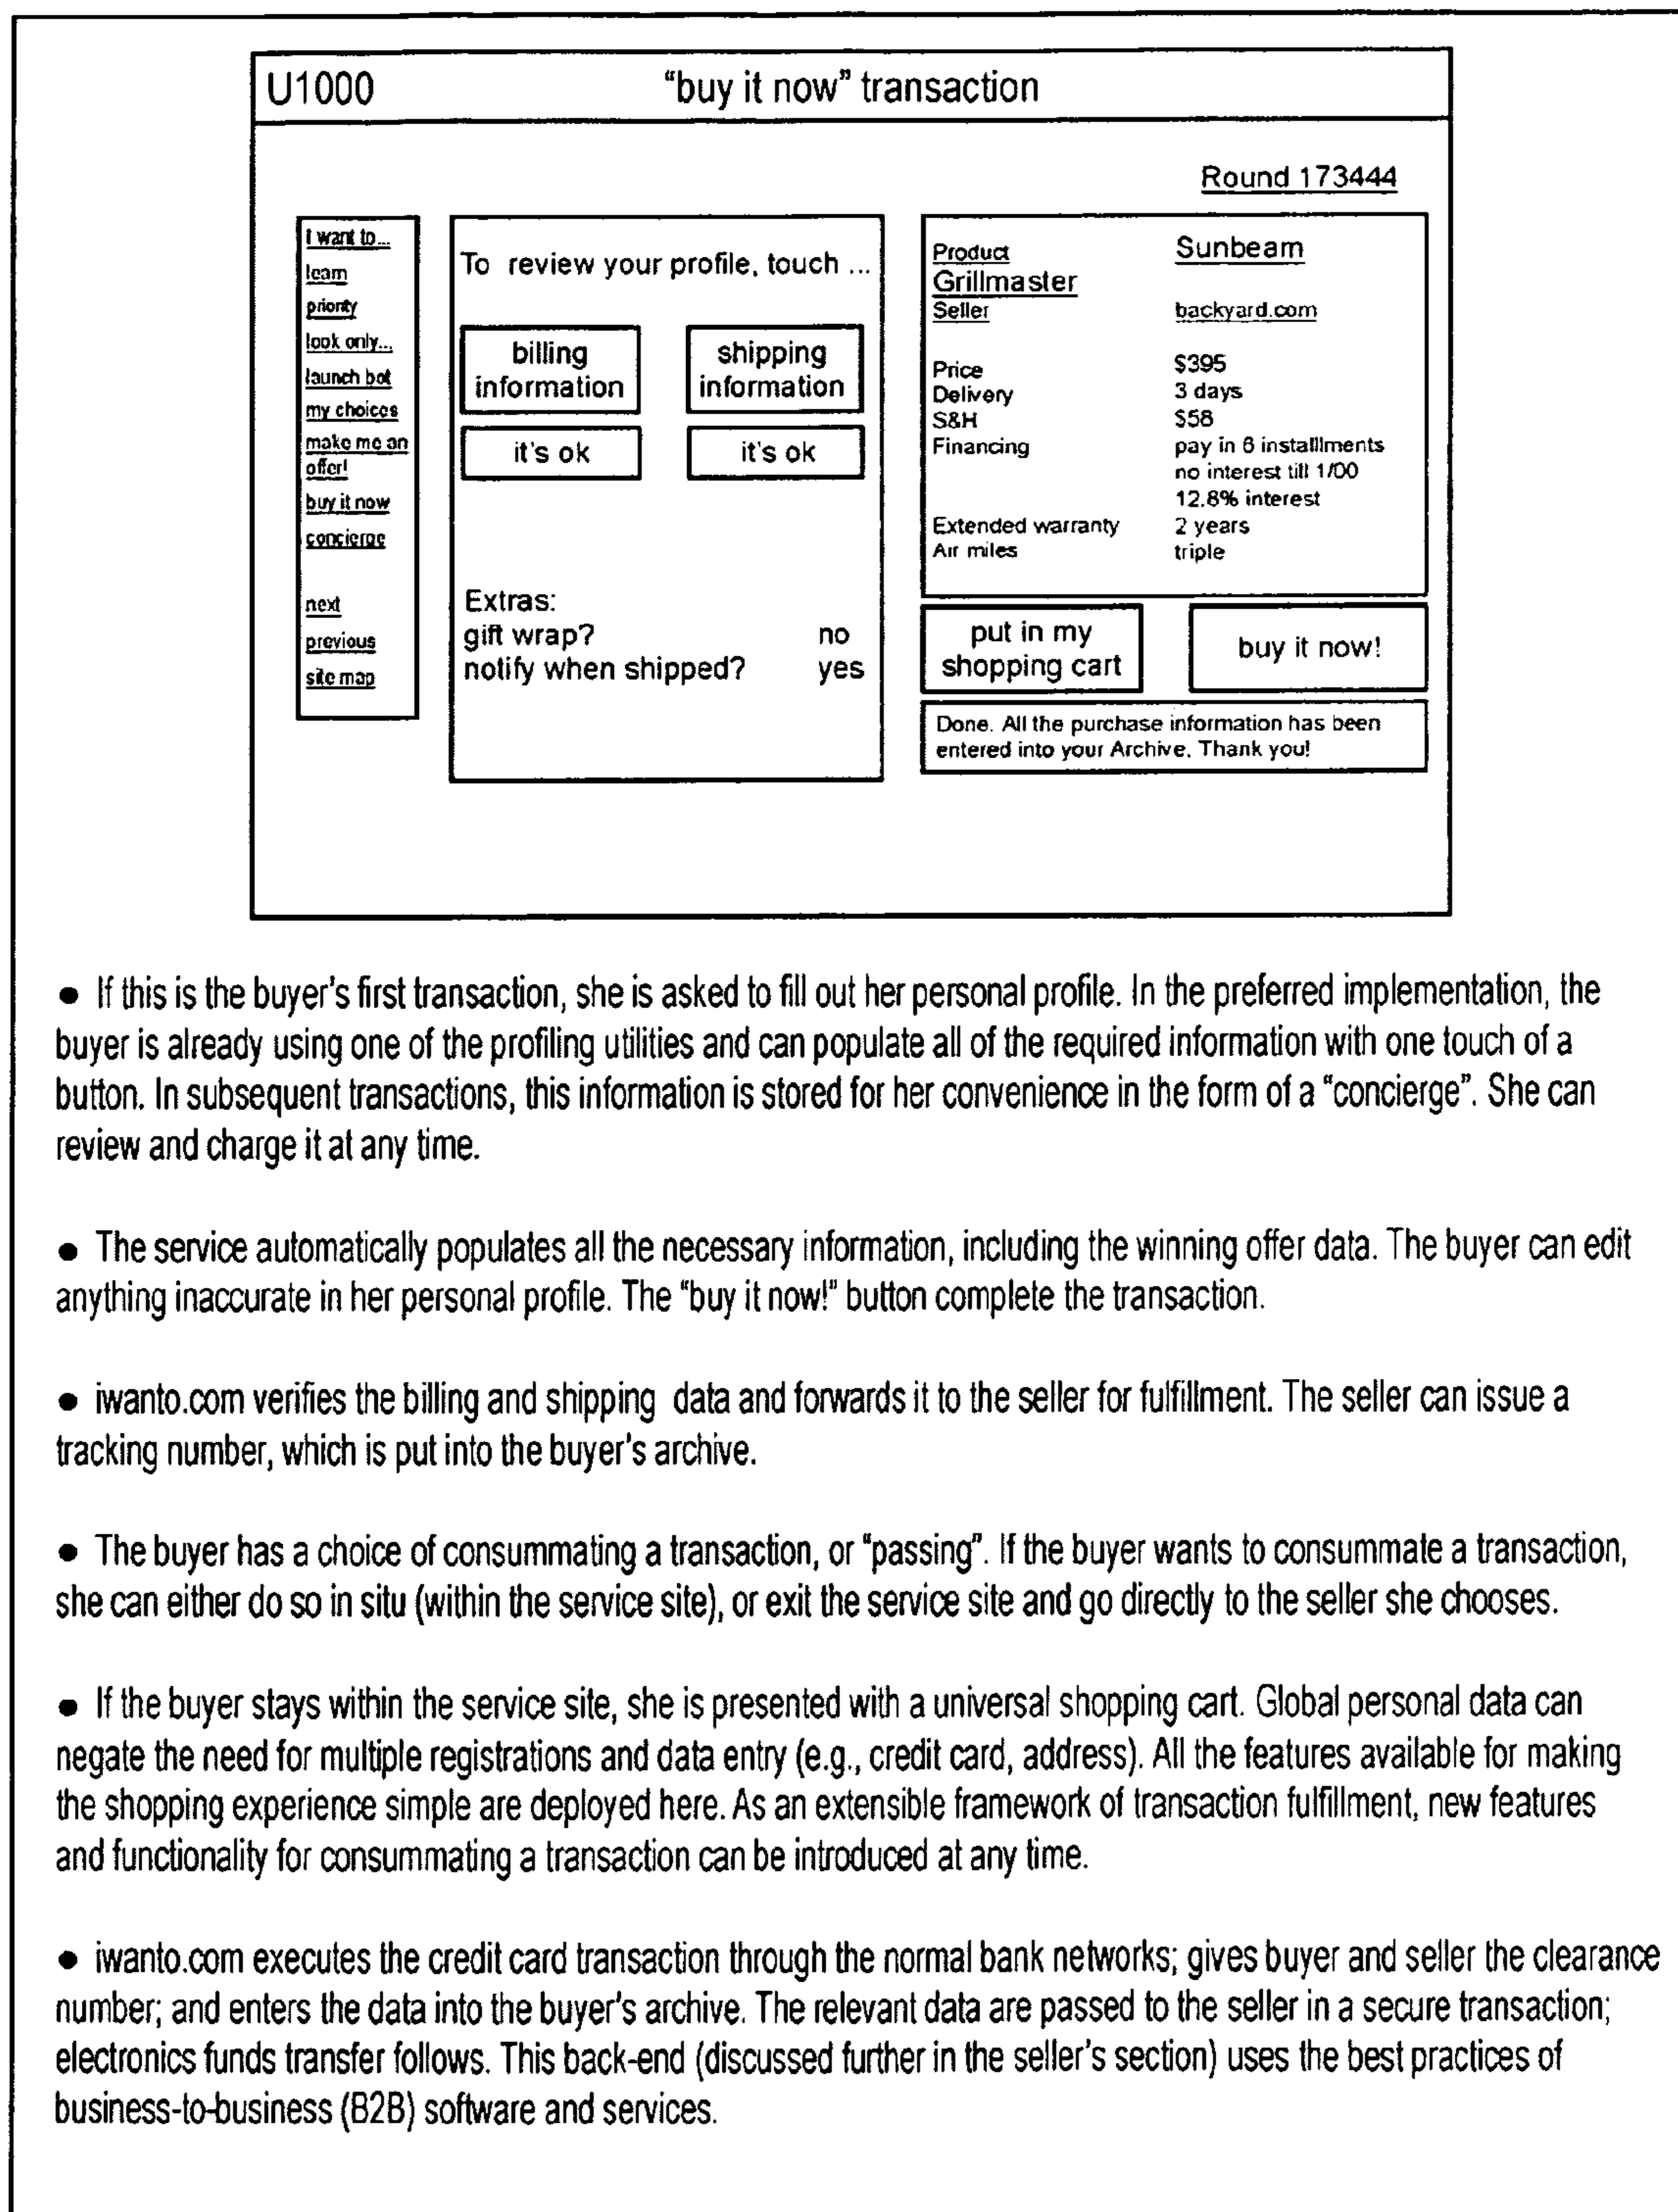 U1000 "buy it now" transaction
Round 173444
I want to...
learn
priority
look only...
launch bot
my choices
make me an
offer!
buy it now
concierge
next
previous
site map
To review your profile, touch ...
billing
information
shipping
information
it's ok
it's ok
Extras:
gift wrap? no
notify when shipped? yes
Product Sunbeam
Grillmaster
Seller backyard.com
Price $395
Delivery 3 days
S&H $58
Financing pay in 6 installlments
no interest till 1/00
12.8% interest
Extended warranty 2 years
Air miles triple
put in my
shopping cart
buy it now!
Done. All the purchase information has been
entered into your Archive. Thank you!
● If this is the buyer's first transaction, she is asked to fill out her personal profile. In the preferred implementation, the
buyer is already using one of the profiling utilities and can populate all of the required information with one touch of a
button. In subsequent transactions, this information is stored for her convenience in the form of a "concierge". She can
review and charge it at any time.
● The service automatically populates all the necessary information, including the winning offer data. The buyer can edit
anything inaccurate in her personal profile. The "buy it now!" button complete the transaction.
● iwanto.com verifies the billing and shipping data and forwards it to the seller for fulfillment. The seller can issue a
tracking number, which is put into the buyer's archive.
● The buyer has a choice of consummating a transaction, or "passing". If the buyer wants to consummate a transaction,
she can either do so in situ (within the service site), or exit the service site and go directly to the seller she chooses.
● If the buyer stays within the service site, she is presented with a universal shopping cart. Global personal data can
negate the need for multiple registrations and data entry (e.g., credit card, address). All the features available for making
the shopping experience simple are deployed here. As an extensible framework of transaction fulfillment, new features
and functionality for consummating a transaction can be introduced at any time.
● iwanto.com executes the credit card transaction through the normal bank networks; gives buyer and seller the clearance
number; and enters the data into the buyer's archive. The relevant data are passed to the seller in a secure transaction;
electronics funds transfer follows. This back-end (discussed further in the seller's section) uses the best practices of
business-to-business (B2B) software and services.